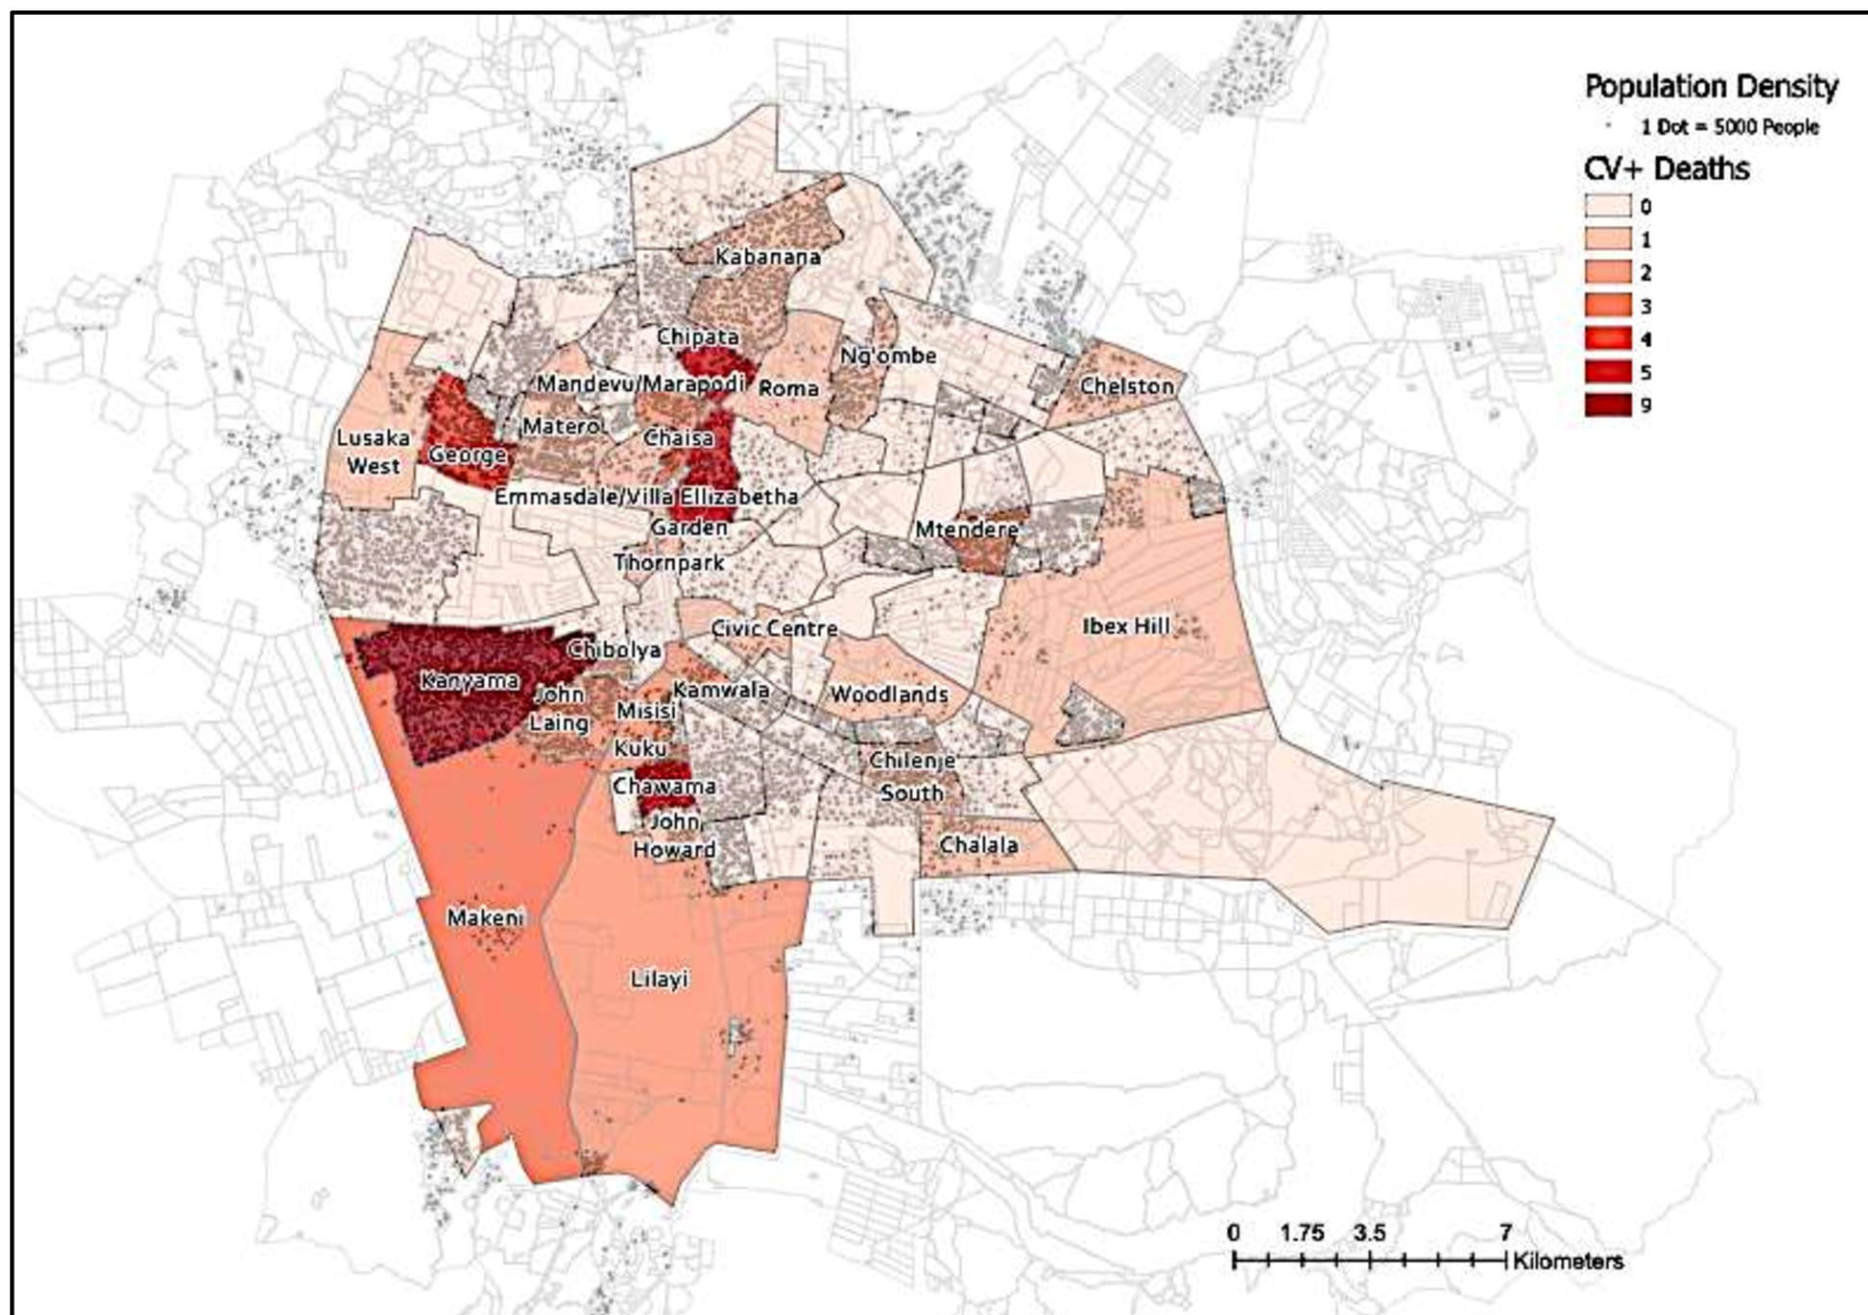 Population Density
1 Dot = 5000 People
CV+ Deaths
0
1
2
3
4
5
9
Kabanana
Chipata
Ng'ombe
Mandevu/Marapodi
Roma
Chelston
Matero
Lusaka
West
George
Chaisa
Emmasdale/Villa Ellizabetha
Garden
Mtendere
Thornpark
Civic Centre
Ibex Hill
Chibolya
Kanyama
John
Laing
Misisi
Kamwala
Woodlands
Kuku
Chilenje
South
Chawama
John
Howard
Chalala
Makeni
Lilayi
0 1.75 3.5 7
Kilometers